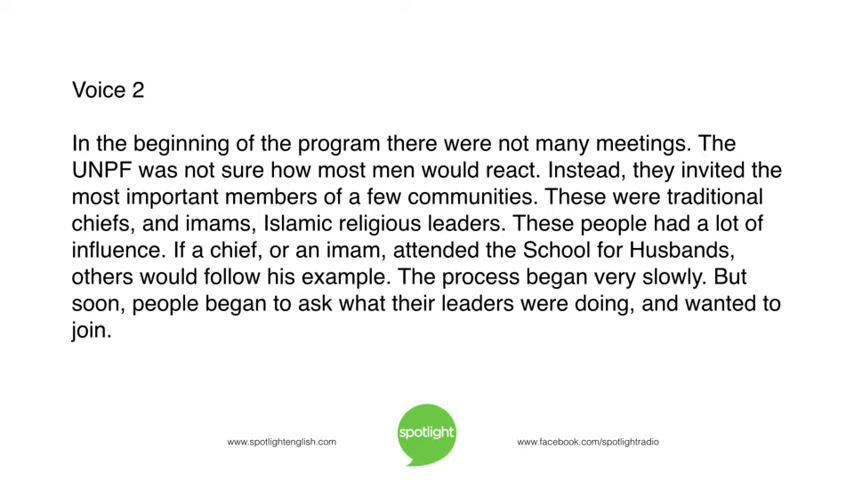 Voice 2
In the beginning of the program there were not many meetings. The
UNPF was not sure how most men would react. Instead, they invited the
most important members of a few communities. These were traditional
chiefs, and imams, Islamic religious leaders. These people had a lot of
influence. If a chief, or an imam, attended the School for Husbands,
others would follow his example. The process began very slowly. But
soon, people began to ask what their leaders were doing, and wanted to
join.
www.spotlightenglish.com
spotlight
www.facebook.com/spotlightradio